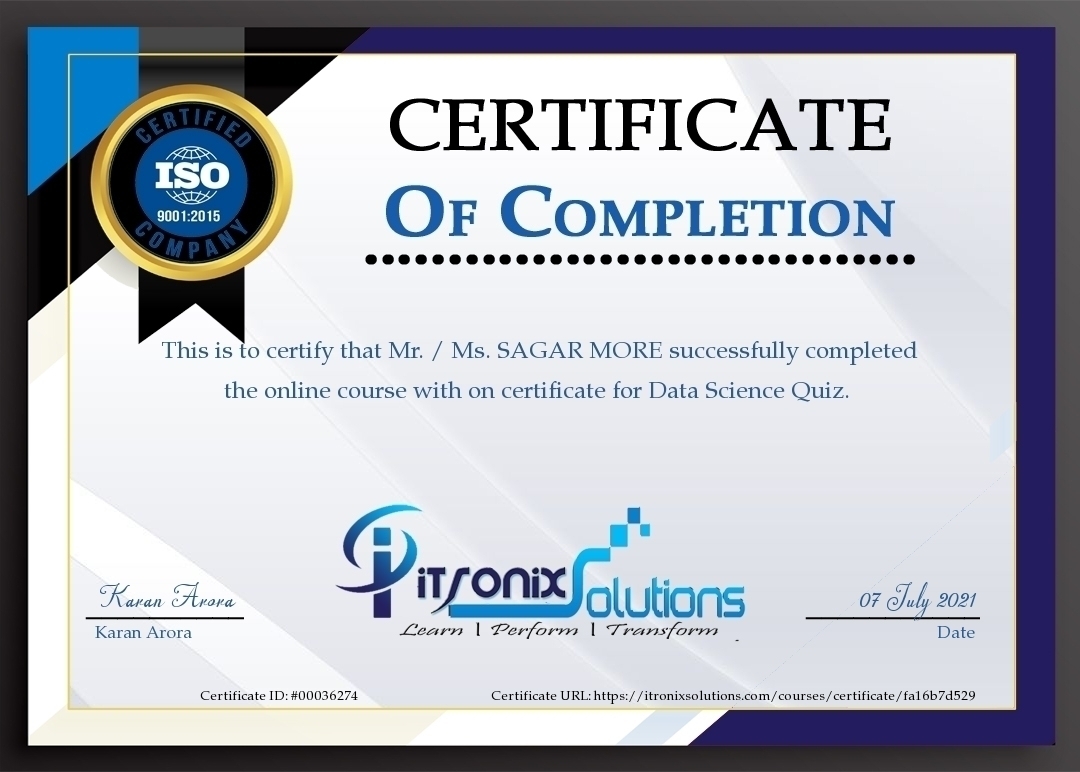 CERTIFIED
ISO
9001:2015
COMPANY
CERTIFICATE
OF COMPLETION
This is to certify that Mr. / Ms. SAGAR MORE successfully completed
the online course with on certificate for Data Science Quiz.
iTronix Solutions
Learn | Perform | Transform
Karan Arora
Karan Arora
07 July 2021
Date
Certificate ID: #00036274
Certificate URL: https://itronixsolutions.com/courses/certificate/fa16b7d529